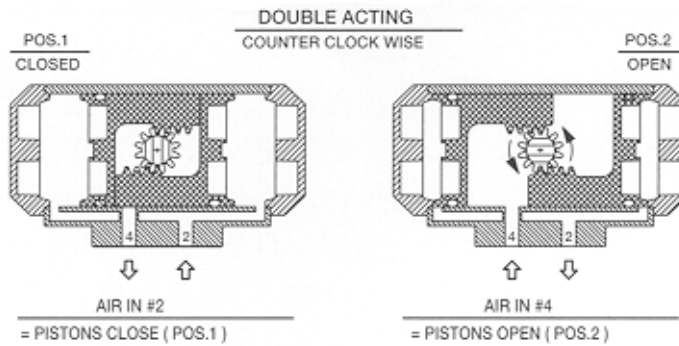 DOUBLE ACTING
COUNTER CLOCK WISE
POS.1
CLOSED
POS.2
OPEN
4 2
4 2
AIR IN #2
= PISTONS CLOSE ( POS.1 )
AIR IN #4
= PISTONS OPEN ( POS.2 )